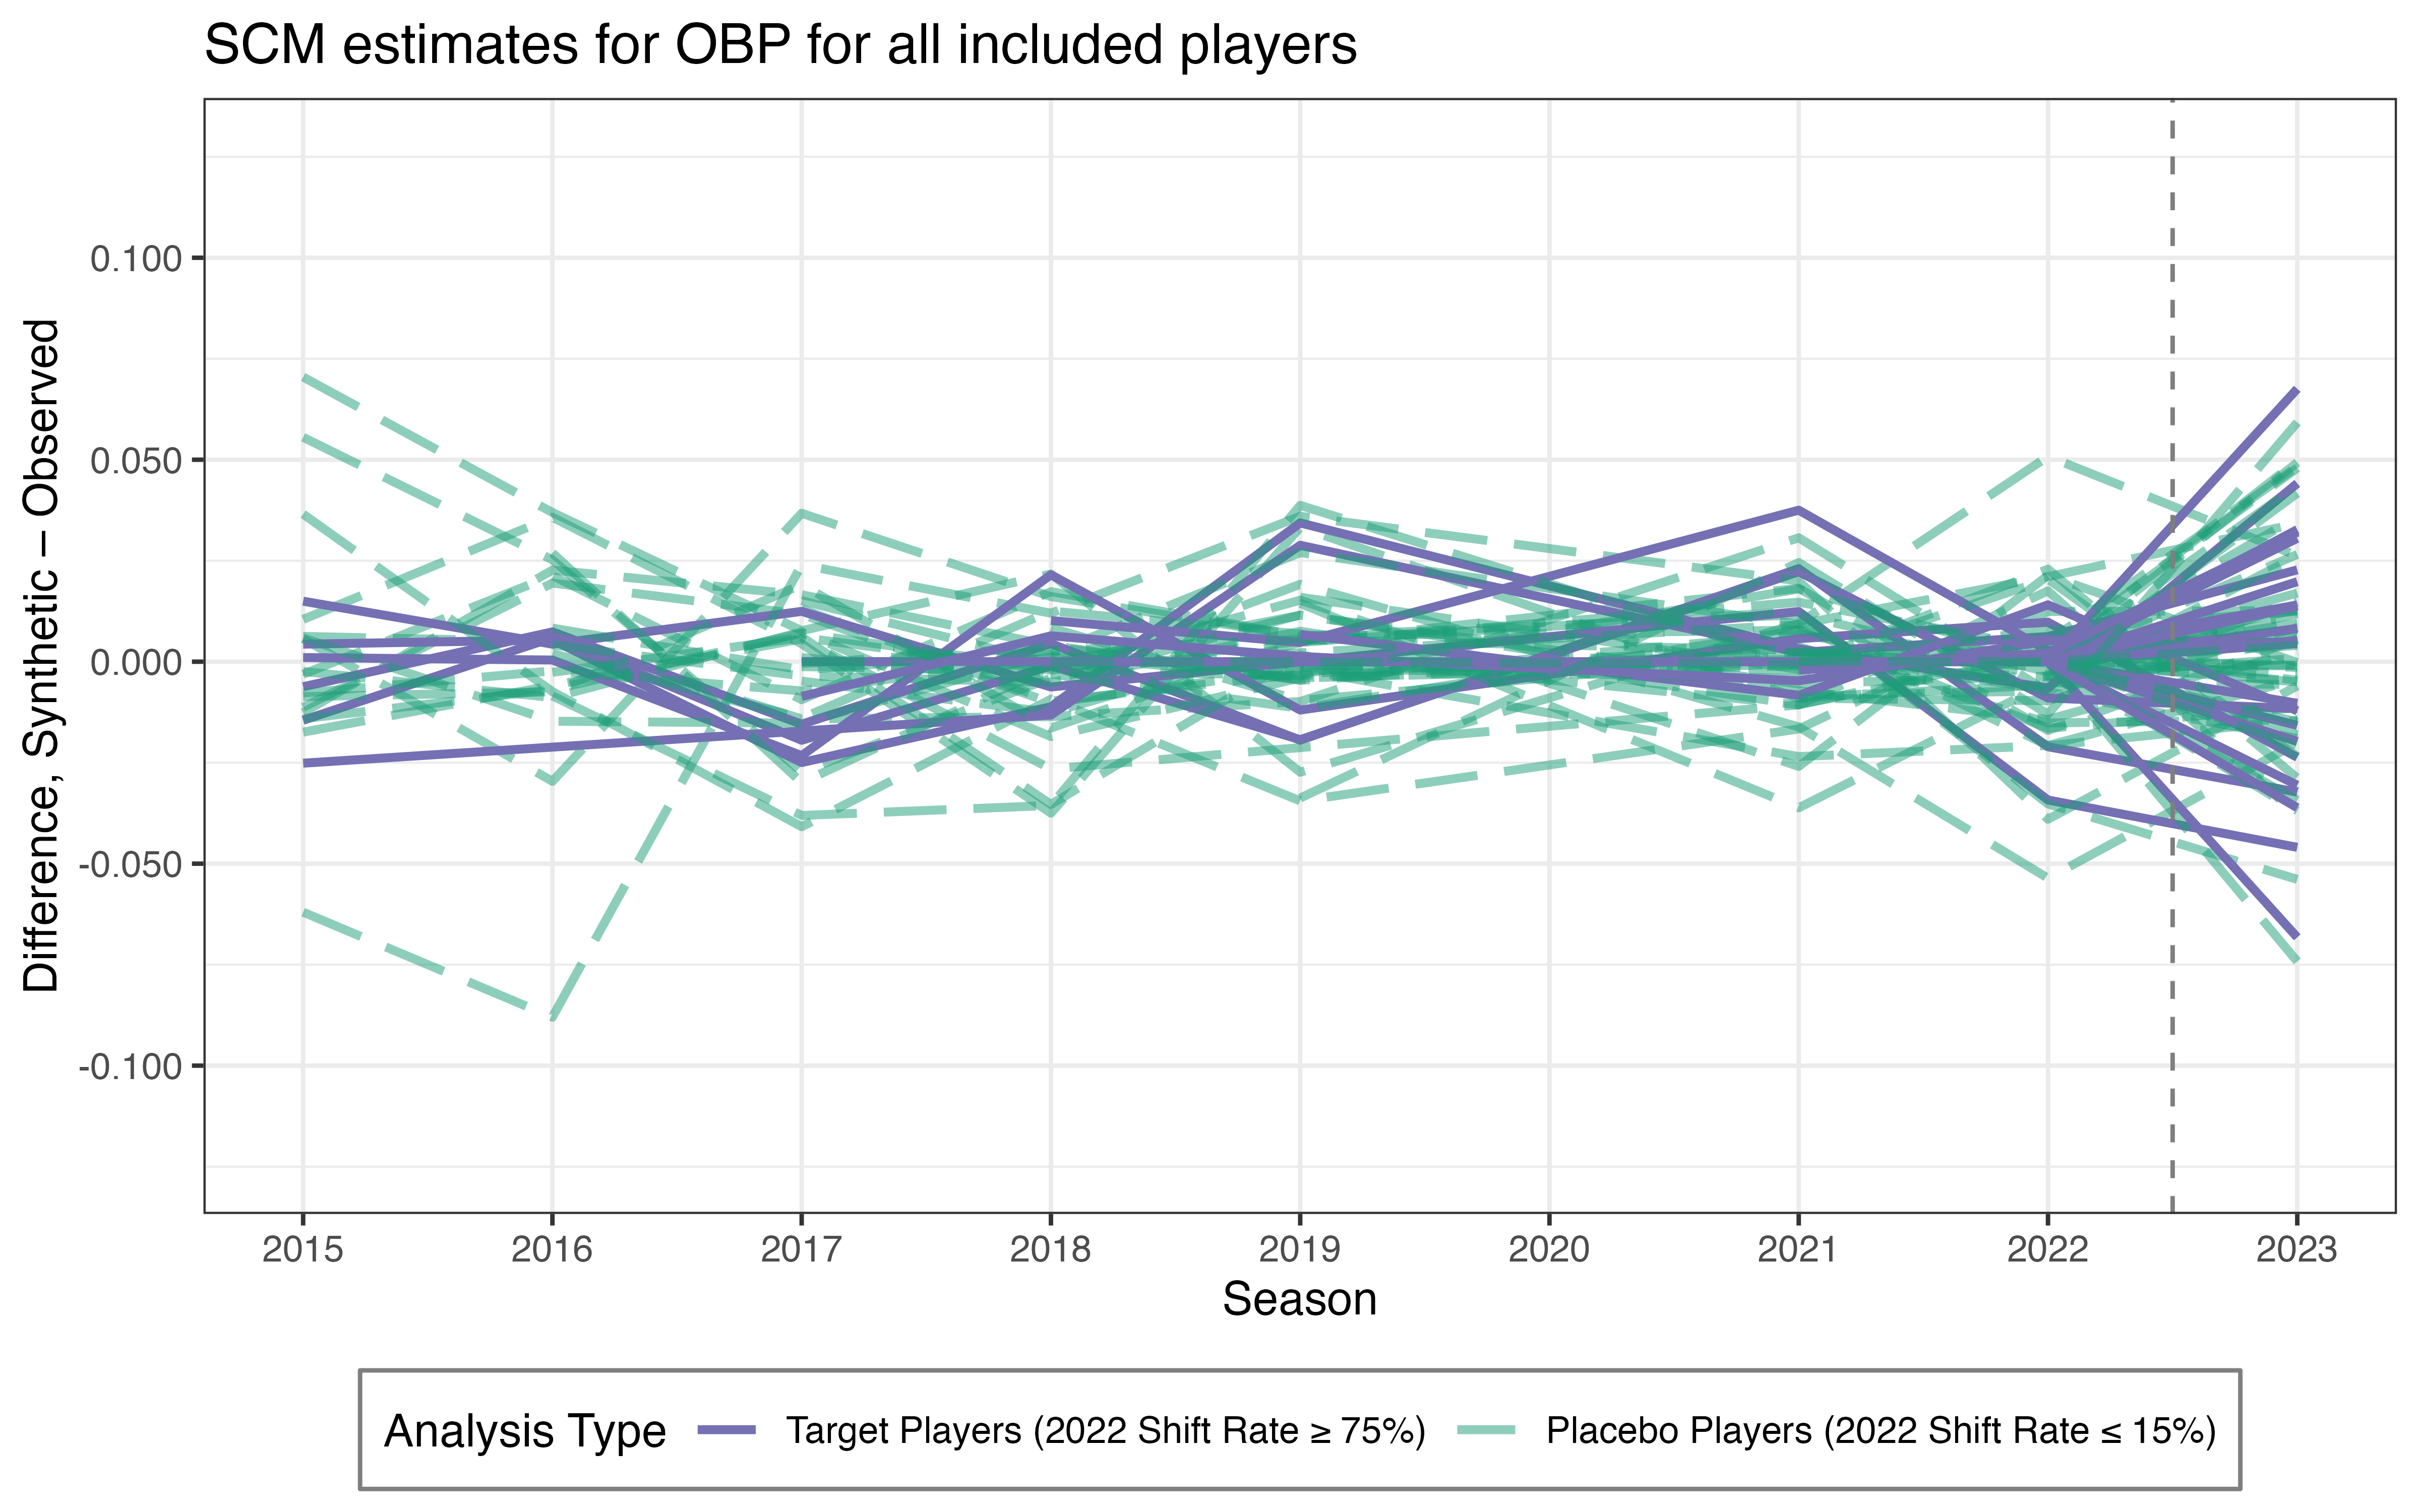 SCM estimates for OBP for all included players
Difference, Synthetic – Observed
0.100
0.050
0.000
-0.050
-0.100
2015 2016 2017 2018 2019 2020 2021 2022 2023
Season
Analysis Type Target Players (2022 Shift Rate ≥ 75%) Placebo Players (2022 Shift Rate ≤ 15%)